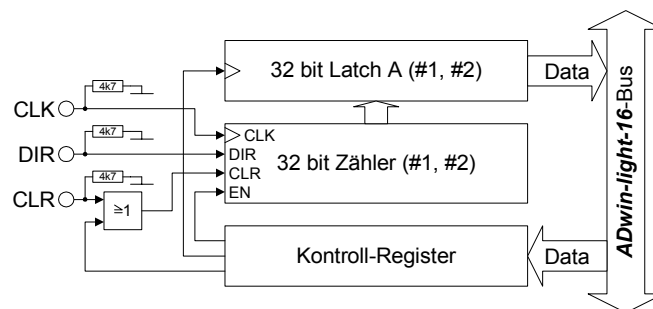 32 bit Latch A (#1, #2)
Data
4k7
CLK
4k7
DIR
4k7
CLR
≥1
CLK
DIR
CLR
EN
32 bit Zähler (#1, #2)
Kontroll-Register
Data
ADwin-light-16-Bus